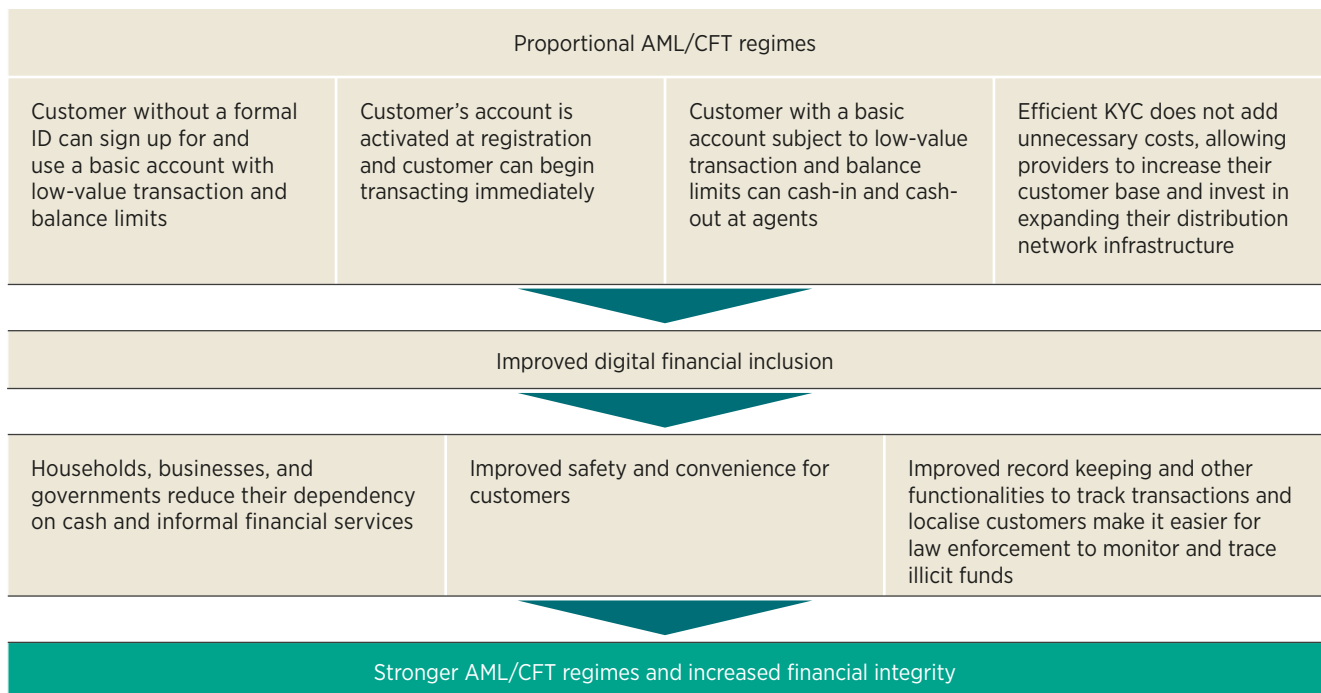 Proportional AML/CFT regimes
Customer without a formal
ID can sign up for and
use a basic account with
low-value transaction and
balance limits
Customer's account is
activated at registration
and customer can begin
transacting immediately
Customer with a basic
account subject to low-value
transaction and balance
limits can cash-in and cash-
out at agents
Efficient KYC does not add
unnecessary costs, allowing
providers to increase their
customer base and invest in
expanding their distribution
network infrastructure
Improved digital financial inclusion
Households, businesses, and
governments reduce their dependency
on cash and informal financial services
Improved safety and convenience for
customers
Improved record keeping and other
functionalities to track transactions and
localise customers make it easier for
law enforcement to monitor and trace
illicit funds
Stronger AML/CFT regimes and increased financial integrity